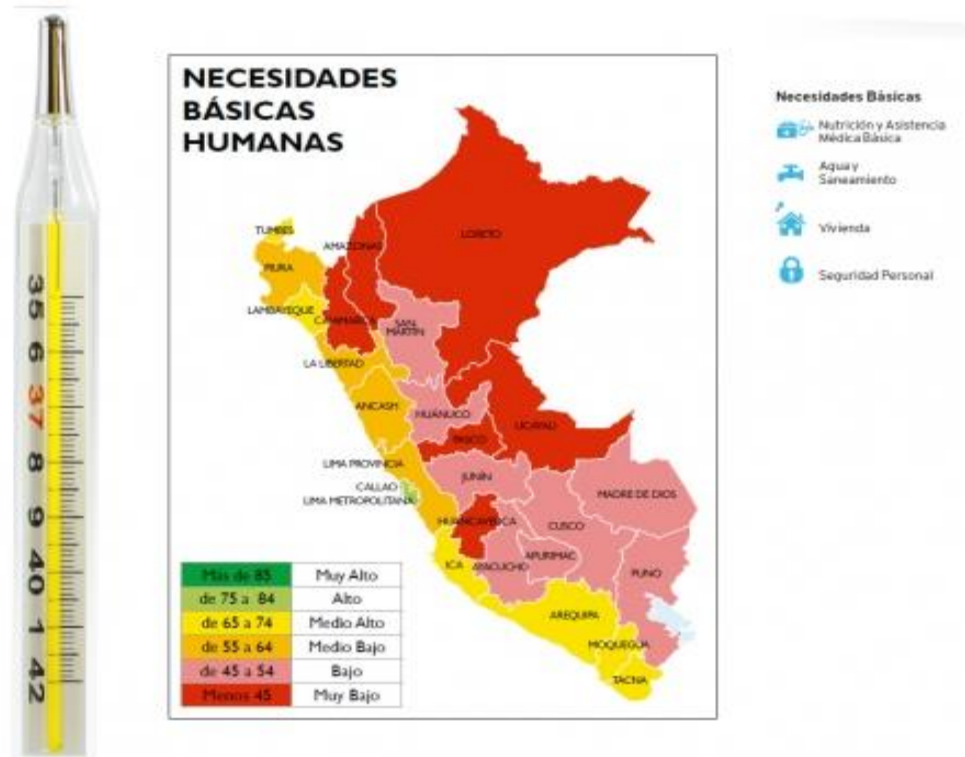 35
6
37
8
9
40
1
42
NECESIDADES
BÁSICAS
HUMANAS
TUMBES
PIURA
LAMBAYEQUE
AMAZONAS
LORETO
CAJAMARCA
SAN
MARTÍN
LA LIBERTAD
ANCASH
HUÁNUCO
UCAYALI
PASCO
LIMA PROVINCIA
JUNÍN
CALLAO
LIMA METROPOLITANA
MADRE DE DIOS
HUANCAVELICA
CUSCO
ICA
AYACUCHO
APURIMAC
PUNO
AREQUIPA
MOQUEGUA
TACNA
Más de 85 Muy Alto
de 75 a 84 Alto
de 65 a 74 Medio Alto
de 55 a 64 Medio Bajo
de 45 a 54 Bajo
Menos 45 Muy Bajo
Necesidades Básicas
Nutrición y Asistencia
Médica Básica
Agua y
Saneamiento
Vivienda
Seguridad Personal